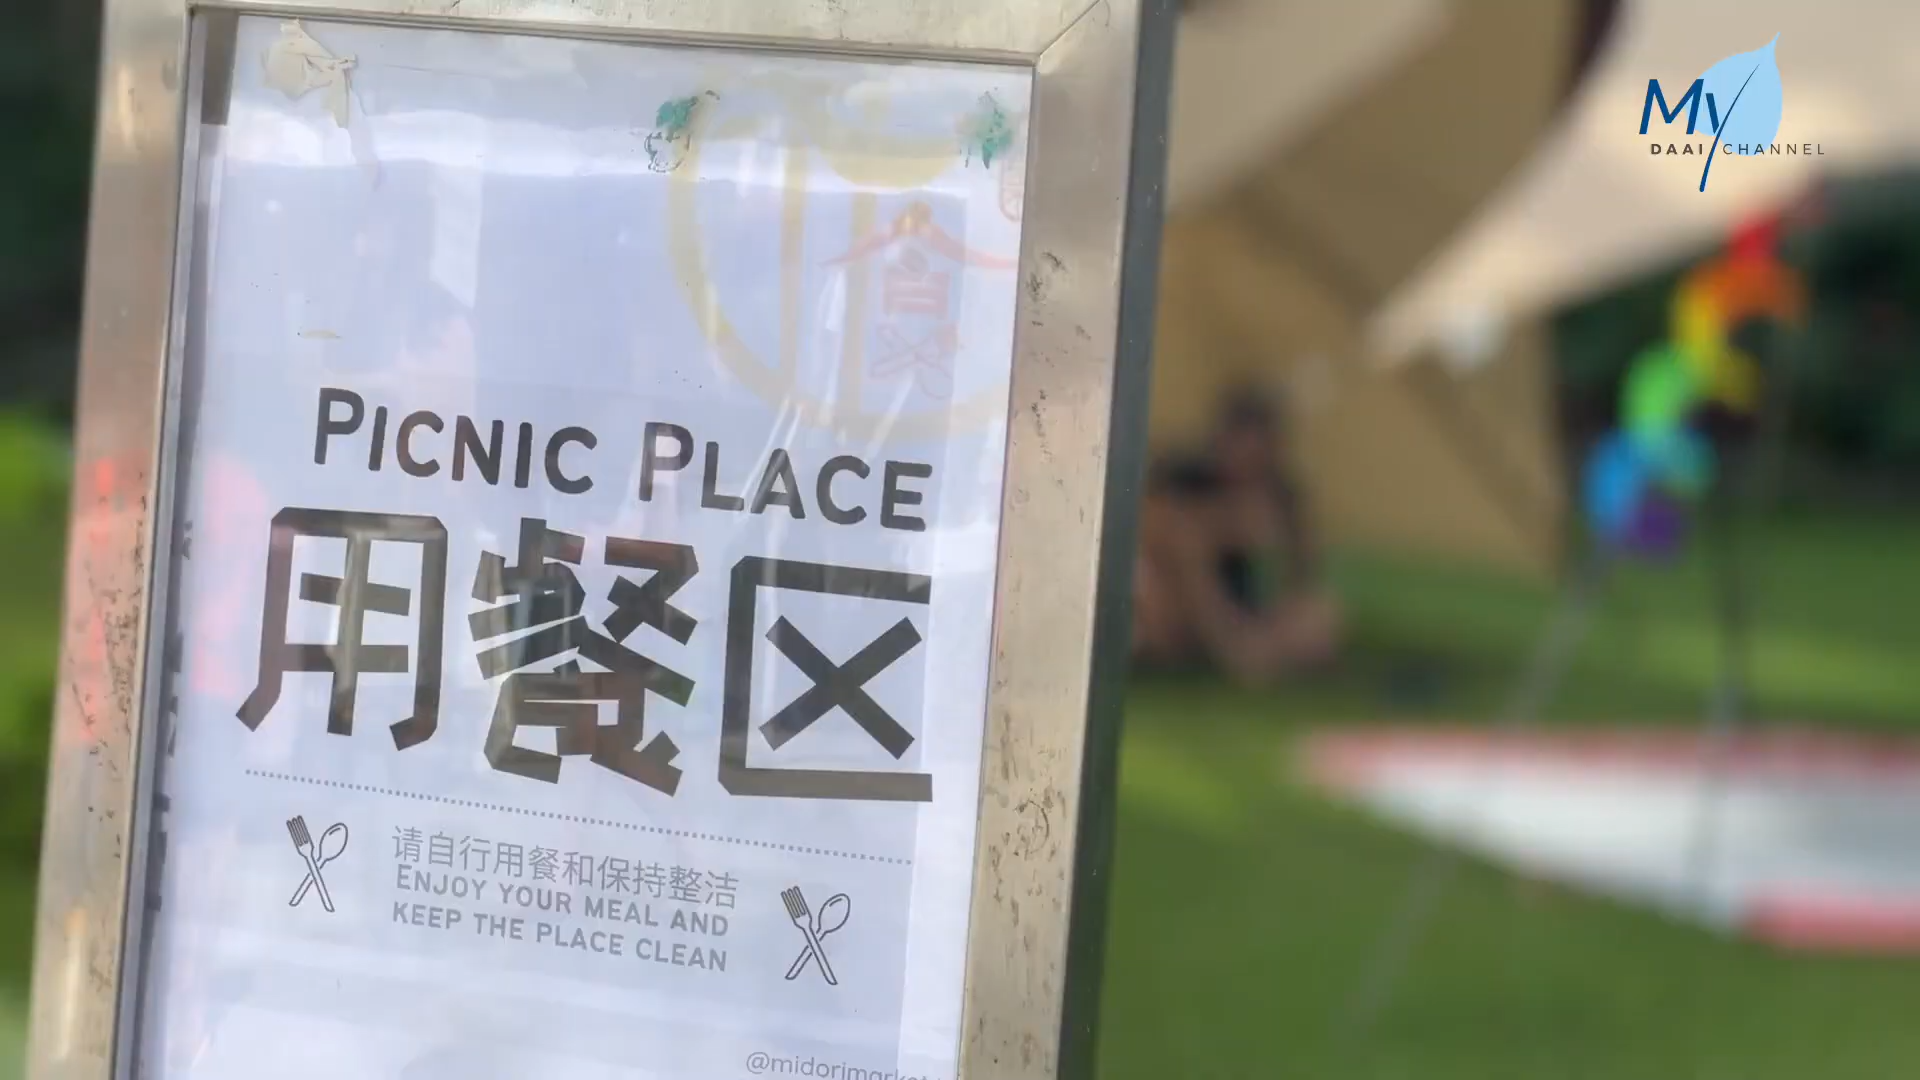 My
DAAI CHANNEL
PICNIC PLACE
用餐区
请自行用餐和保持整洁
ENJOY YOUR MEAL AND
KEEP THE PLACE CLEAN